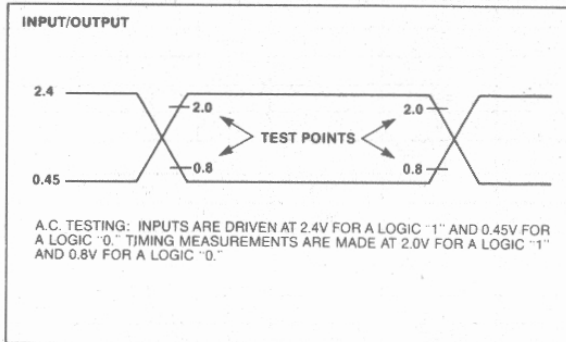 INPUT/OUTPUT
2.4
2.0
2.0
TEST POINTS
0.8
0.8
0.45
A.C. TESTING: INPUTS ARE DRIVEN AT 2.4V FOR A LOGIC "1" AND 0.45V FOR
A LOGIC "0." TIMING MEASUREMENTS ARE MADE AT 2.0V FOR A LOGIC "1"
AND 0.8V FOR A LOGIC "0."